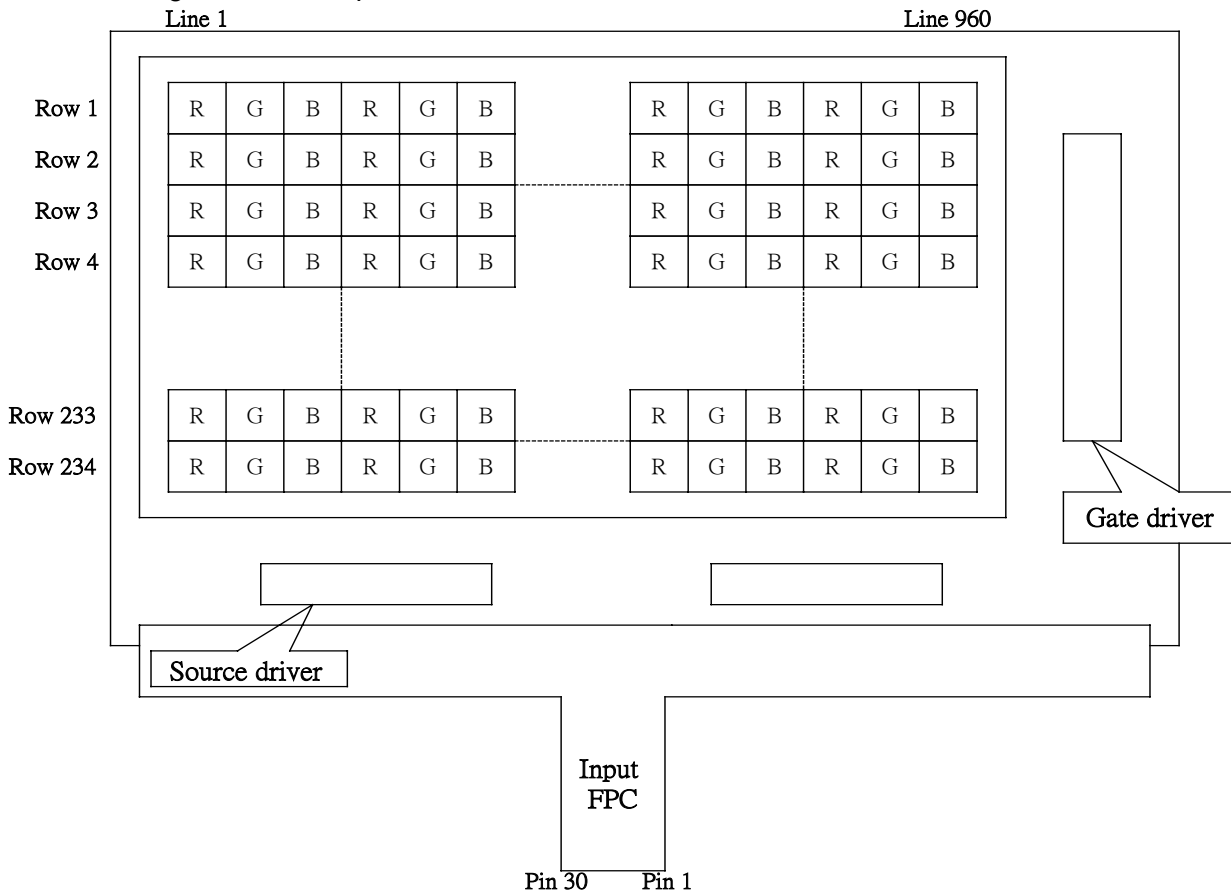 Line 1 Line 960
Row 1 R G B R G B R G B R G B
Row 2 R G B R G B R G B R G B
Row 3 R G B R G B R G B R G B
Row 4 R G B R G B R G B R G B
Row 233 R G B R G B R G B R G B
Row 234 R G B R G B R G B R G B
Gate driver
Source driver
Input
FPC
Pin 30 Pin 1